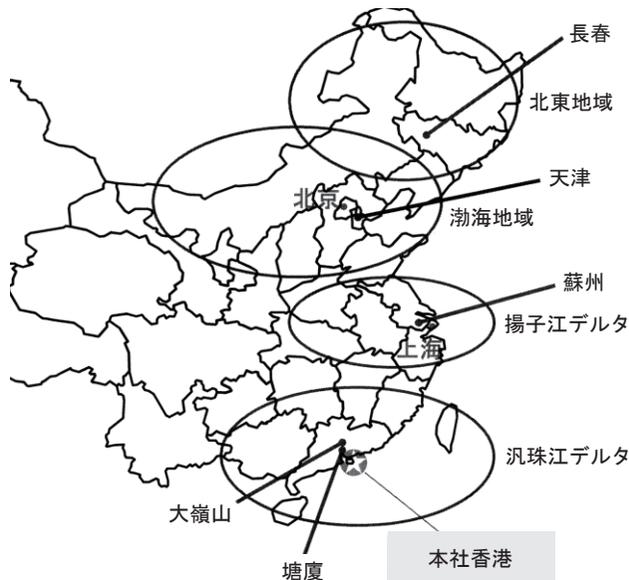 長春
北東地域
天津
北京
渤海地域
蘇州
揚子江デルタ
上海
汎珠江デルタ
大嶺山
本社香港
塘厦